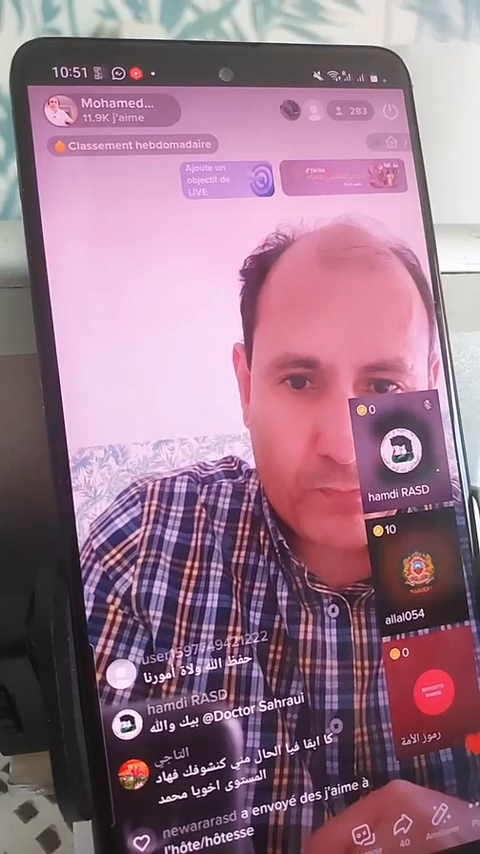 10:51
Mohamed...
11.9K j'aime
283
Classement hebdomadaire
Ajoute un
objectif de
LIVE
0
hamdi RASD
10
allal054
0
رموز الأمة
حفظ الله ولاة أمورنا
hamdi RASD
بيك والله @Doctor Sahraui
التاجي
كا ابقا فيا الحال مني كنشوفك فهاد
المستوى اخويا محمد
newararasd a envoyé des j'aime à
l'hôte/hôtesse
40